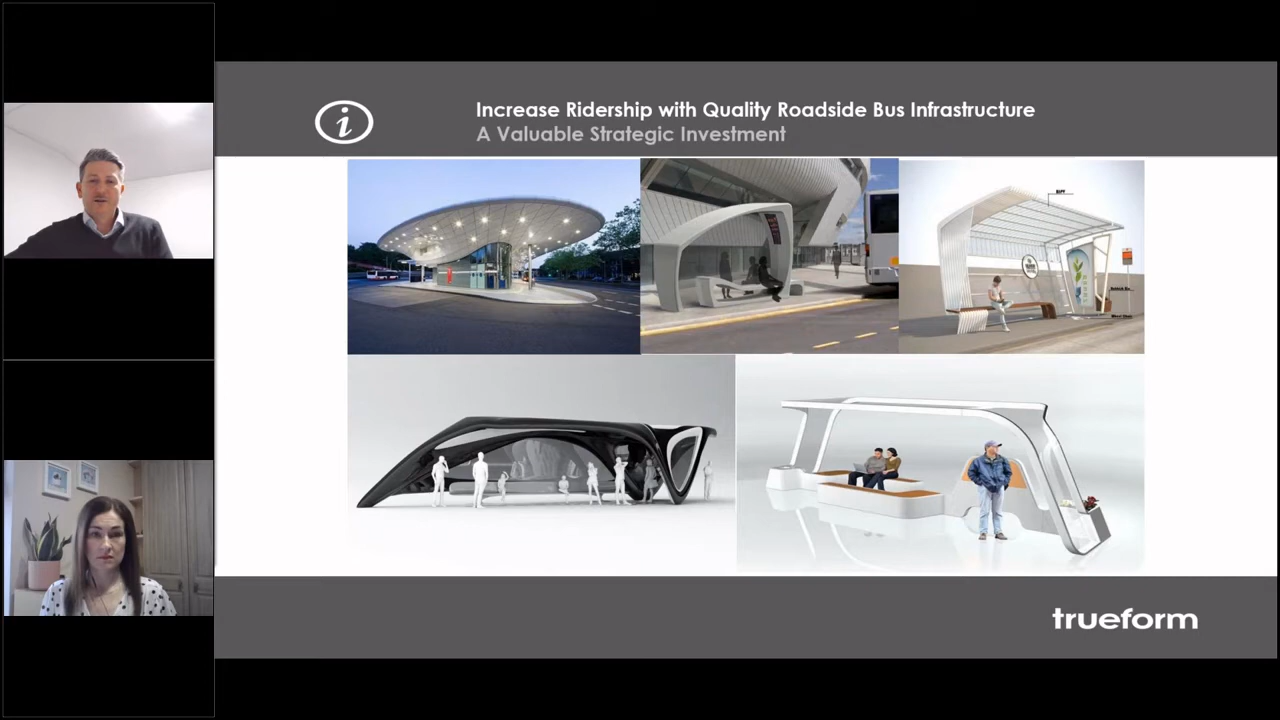 i
Increase Ridership with Quality Roadside Bus Infrastructure
A Valuable Strategic Investment
trueform